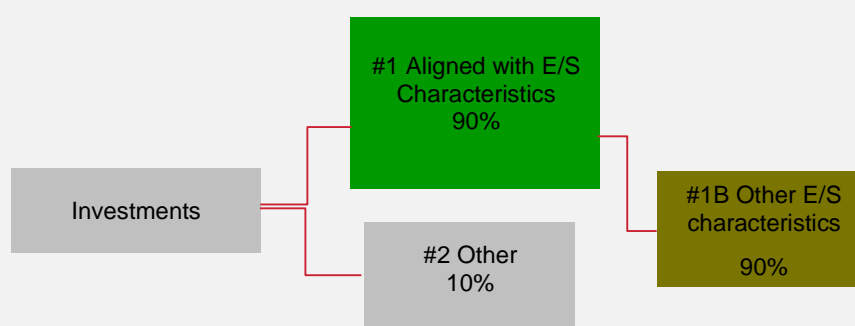 #1 Aligned with E/S
Characteristics
90%
Investments
#1B Other E/S
characteristics
90%
#2 Other
10%